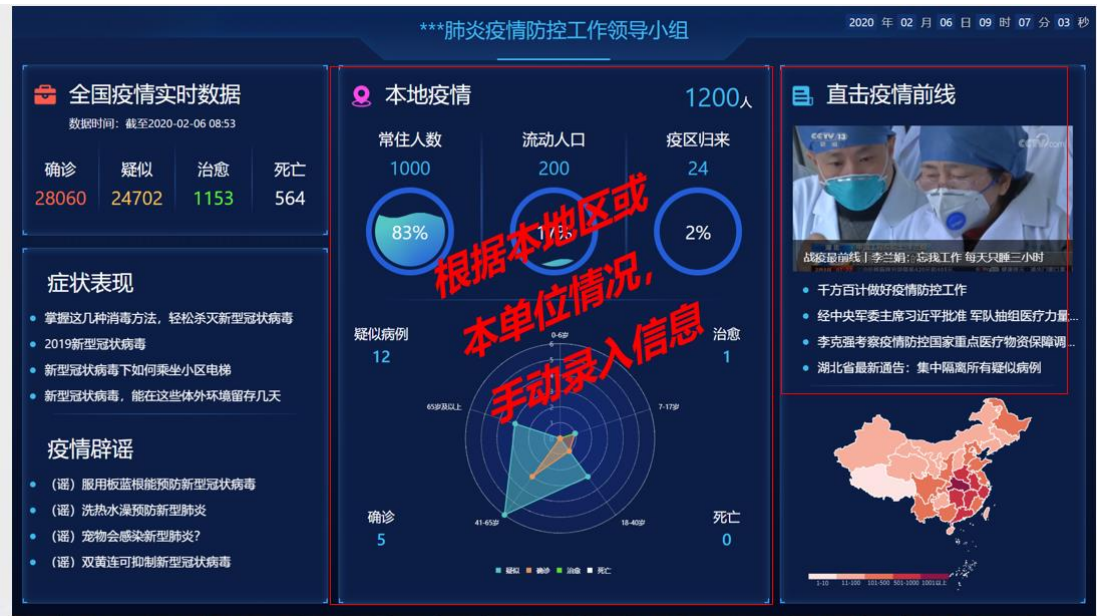 ***肺炎疫情防控工作领导小组
2020 年 02 月 06 日 09 时 07 分 03 秒
全国疫情实时数据
数据时间：截至2020-02-06 08:53
确诊 疑似 治愈 死亡
28060 24702 1153 564
症状表现
掌握这几种消毒方法，轻松杀灭新型冠状病毒
2019新型冠状病毒
新型冠状病毒下如何乘坐小区电梯
新型冠状病毒，能在这些体外环境留存几天
疫情辟谣
（谣）服用板蓝根能预防新型冠状病毒
（谣）洗热水澡预防新型肺炎
（谣）宠物会感染新型肺炎?
（谣）双黄连可抑制新型冠状病毒
本地疫情
1200人
常住人数 流动人口 疫区归来
1000 200 24
83% 17% 2%
根据本地区或
本单位情况，
手动录入信息
疑似病例
12
治愈
1
0-6岁
6
5
7-17岁
18-40岁
41-65岁
65岁及以上
确诊
5
死亡
0
疑似 确诊 治愈 死亡
直击疫情前线
CCTV 13
CCTV.com
战疫最前线丨李兰娟：忘我工作 每天只睡三小时
千方百计做好疫情防控工作
经中央军委主席习近平批准 军队抽组医疗力量...
李克强考察疫情防控国家重点医疗物资保障调...
湖北省最新通告：集中隔离所有疑似病例
1-10 11-100 101-500 501-1000 1001以上